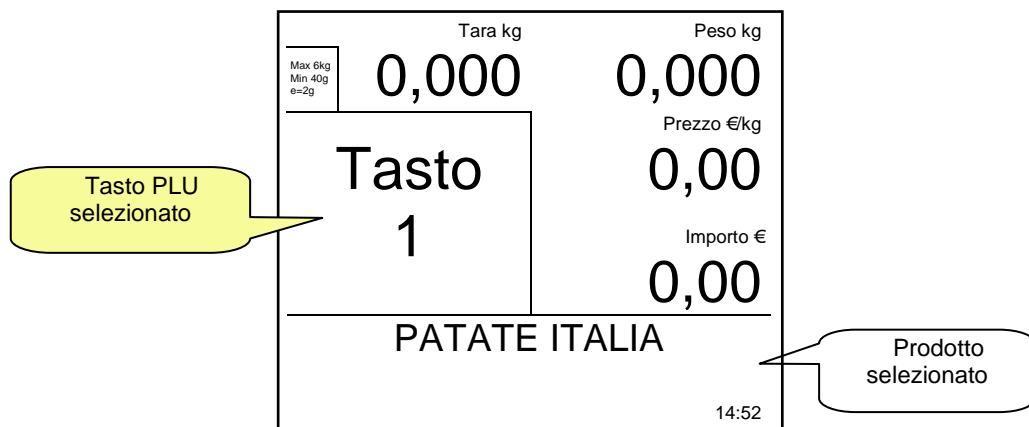 Tara kg
Peso kg
Max 6kg
Min 40g
e=2g
0,000
0,000
Prezzo €/kg
0,00
Tasto
1
Importo €
0,00
PATATE ITALIA
14:52
Tasto PLU
selezionato
Prodotto
selezionato